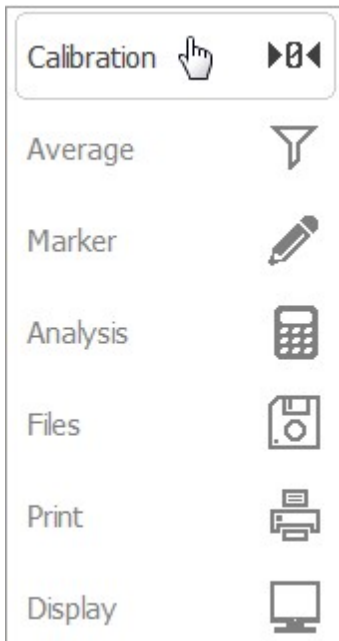 Calibration ▶0◀
Average
Marker
Analysis
Files
Print
Display